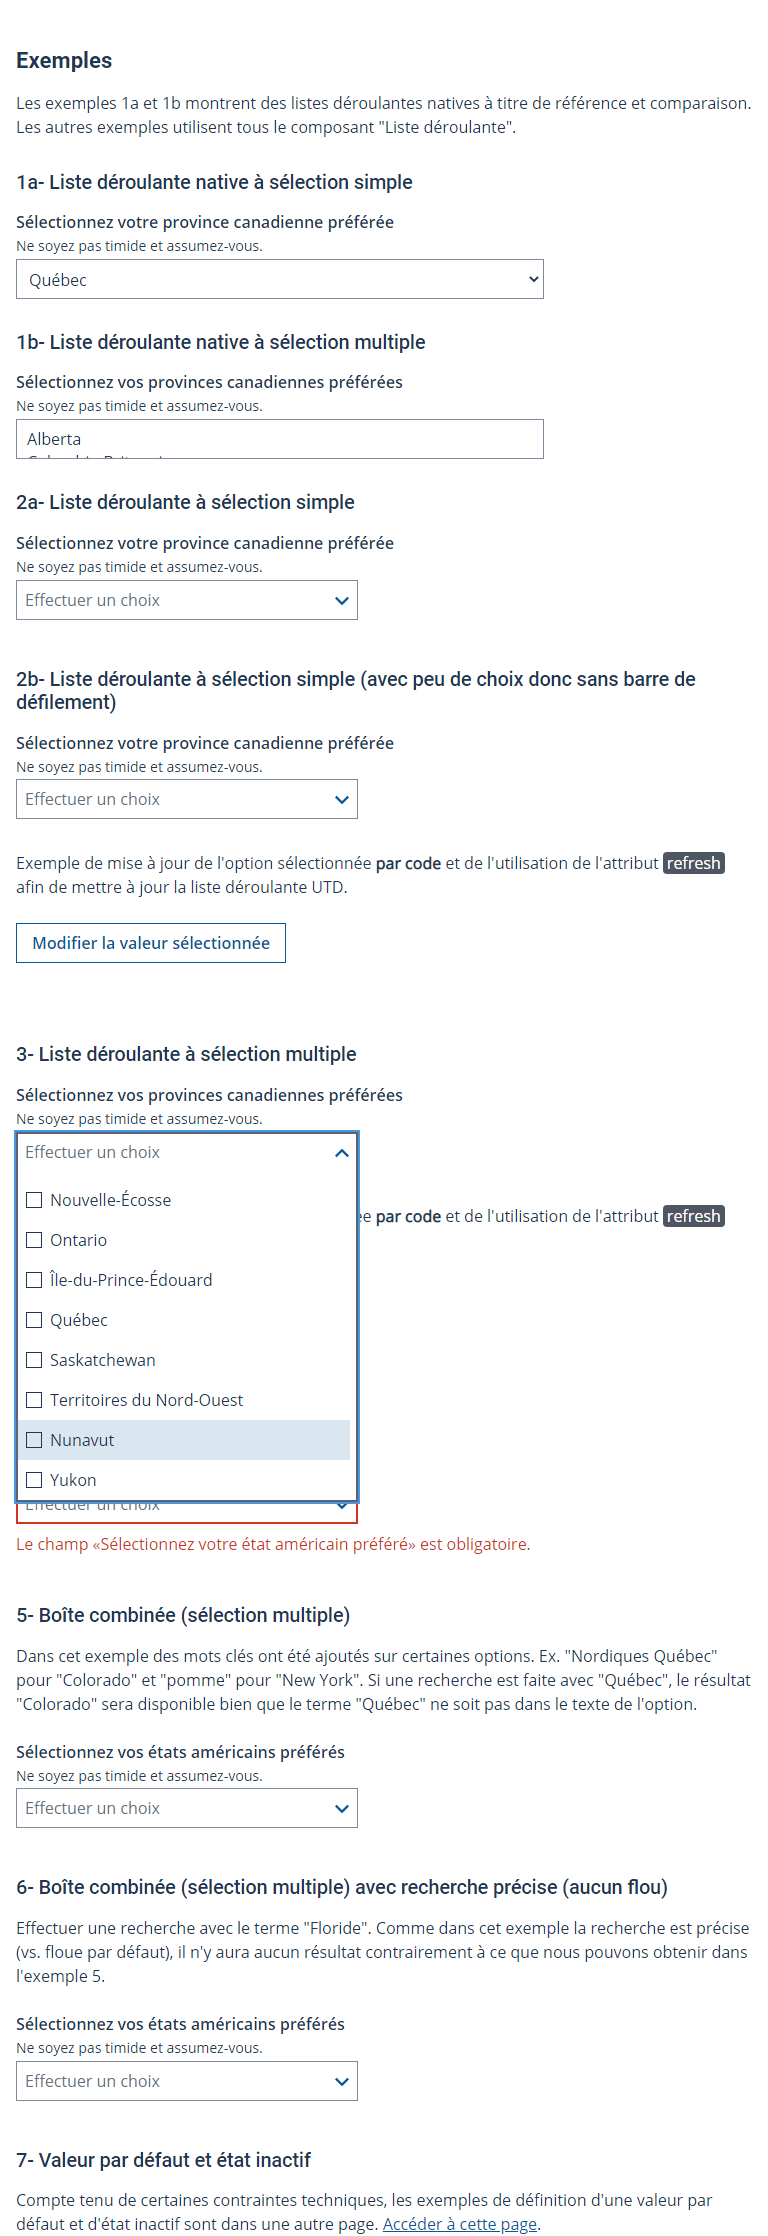 Exemples
Les exemples 1a et 1b montrent des listes déroulantes natives à titre de référence et comparaison.
Les autres exemples utilisent tous le composant "Liste déroulante".
1a- Liste déroulante native à sélection simple
Sélectionnez votre province canadienne préférée
Ne soyez pas timide et assumez-vous.
Québec
1b- Liste déroulante native à sélection multiple
Sélectionnez vos provinces canadiennes préférées
Ne soyez pas timide et assumez-vous.
Alberta
2a- Liste déroulante à sélection simple
Sélectionnez votre province canadienne préférée
Ne soyez pas timide et assumez-vous.
Effectuer un choix
2b- Liste déroulante à sélection simple (avec peu de choix donc sans barre de
défilement)
Sélectionnez votre province canadienne préférée
Ne soyez pas timide et assumez-vous.
Effectuer un choix
Exemple de mise à jour de l'option sélectionnée par code et de l'utilisation de l'attribut refresh
afin de mettre à jour la liste déroulante UTD.
Modifier la valeur sélectionnée
3- Liste déroulante à sélection multiple
Sélectionnez vos provinces canadiennes préférées
Ne soyez pas timide et assumez-vous.
Effectuer un choix
Nouvelle-Écosse
par code et de l'utilisation de l'attribut refresh
Ontario
Île-du-Prince-Édouard
Québec
Saskatchewan
Territoires du Nord-Ouest
Nunavut
Yukon
Effectuer un choix
Le champ «Sélectionnez votre état américain préféré» est obligatoire.
5- Boîte combinée (sélection multiple)
Dans cet exemple des mots clés ont été ajoutés sur certaines options. Ex. "Nordiques Québec"
pour "Colorado" et "pomme" pour "New York". Si une recherche est faite avec "Québec", le résultat
"Colorado" sera disponible bien que le terme "Québec" ne soit pas dans le texte de l'option.
Sélectionnez vos états américains préférés
Ne soyez pas timide et assumez-vous.
Effectuer un choix
6- Boîte combinée (sélection multiple) avec recherche précise (aucun flou)
Effectuer une recherche avec le terme "Floride". Comme dans cet exemple la recherche est précise
(vs. floue par défaut), il n'y aura aucun résultat contrairement à ce que nous pouvons obtenir dans
l'exemple 5.
Sélectionnez vos états américains préférés
Ne soyez pas timide et assumez-vous.
Effectuer un choix
7- Valeur par défaut et état inactif
Compte tenu de certaines contraintes techniques, les exemples de définition d'une valeur par
défaut et d'état inactif sont dans une autre page. Accéder à cette page.